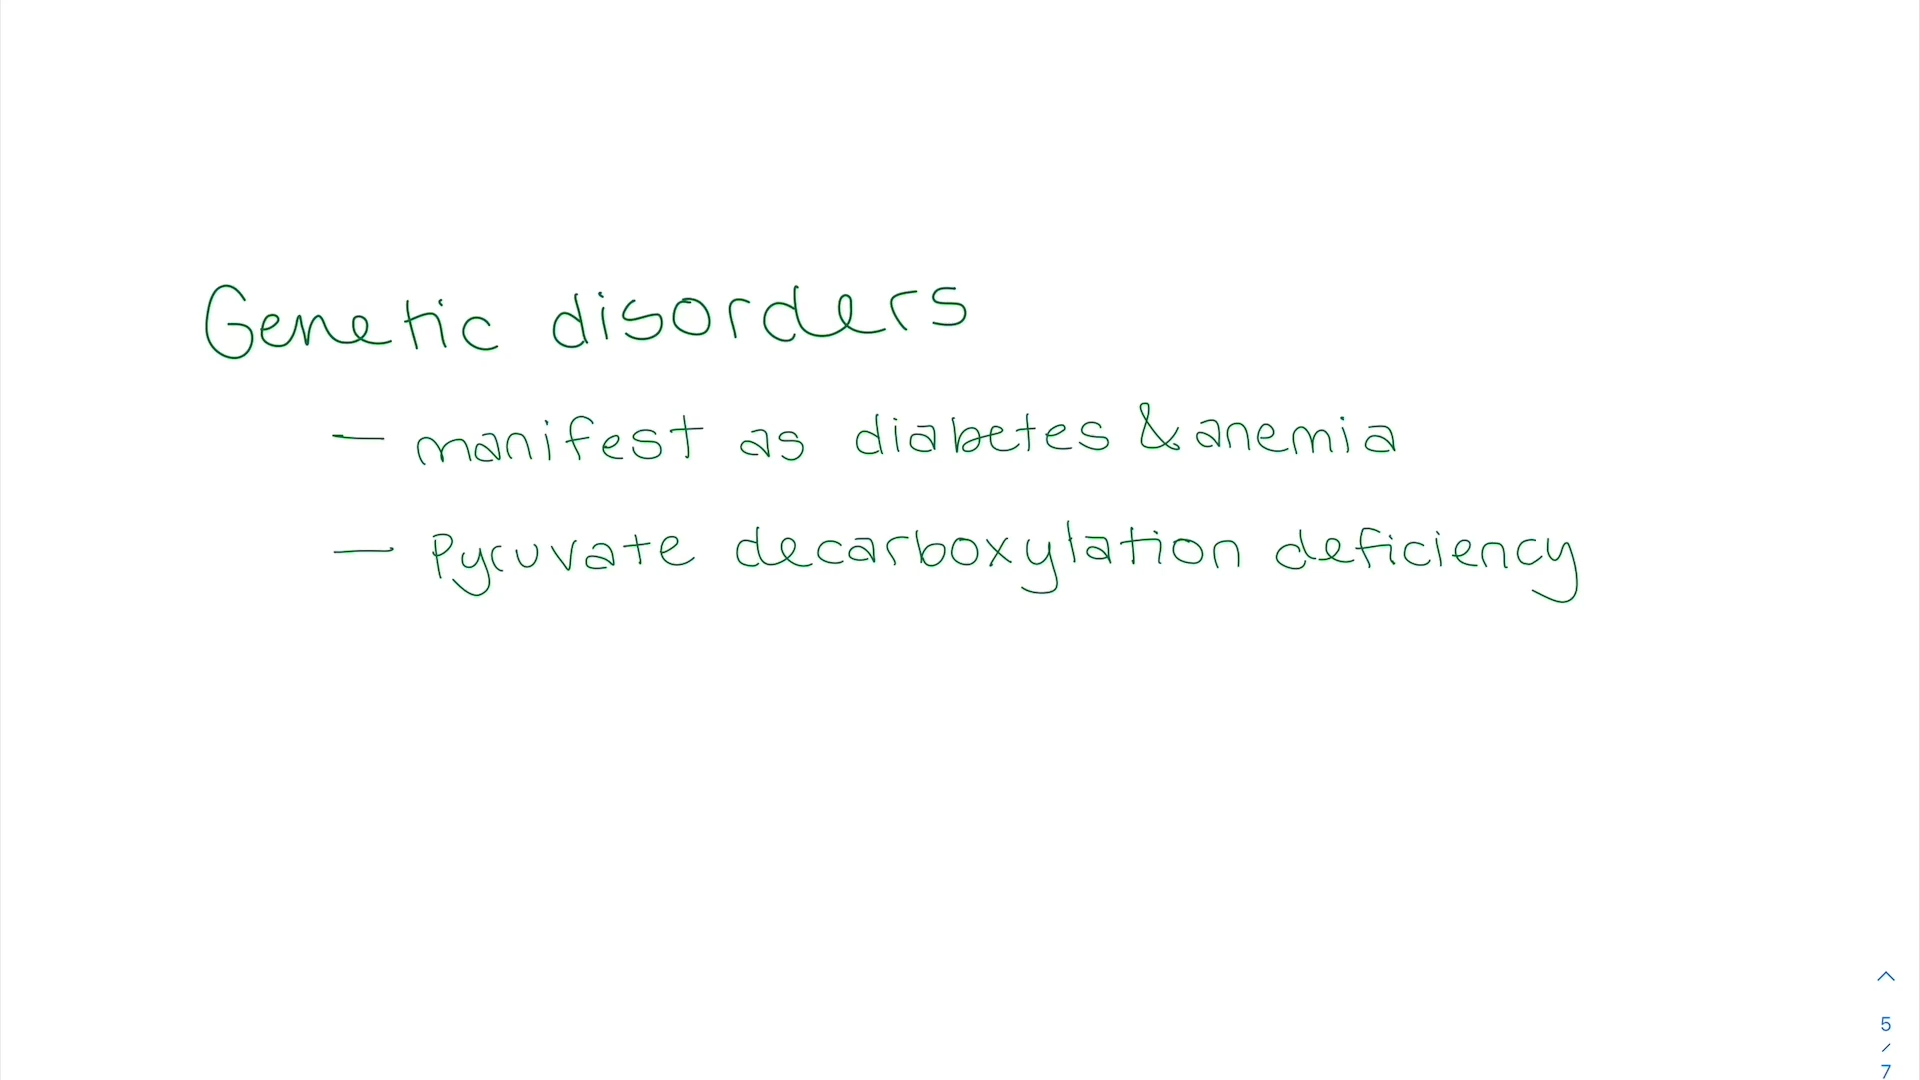 Genetic disorders
— manifest as diabetes & anemia
— Pyruvate decarboxylation deficiency
5
/
7